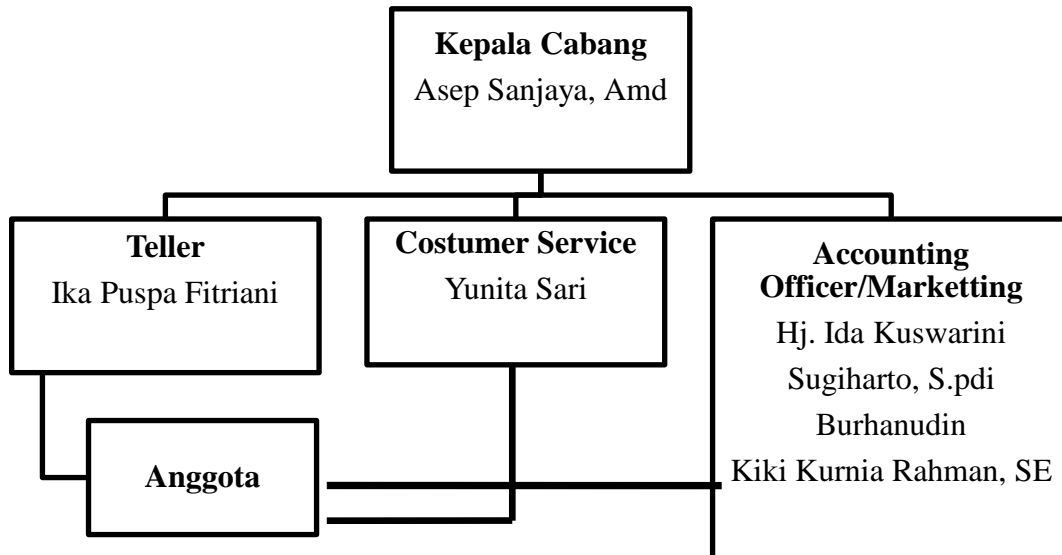 Kepala Cabang
Asep Sanjaya, Amd
Teller
Ika Puspa Fitriani
Costumer Service
Yunita Sari
Accounting
Officer/Marketting
Hj. Ida Kuswarini
Sugiharto, S.pdi
Burhanudin
Kiki Kurnia Rahman, SE
Anggota